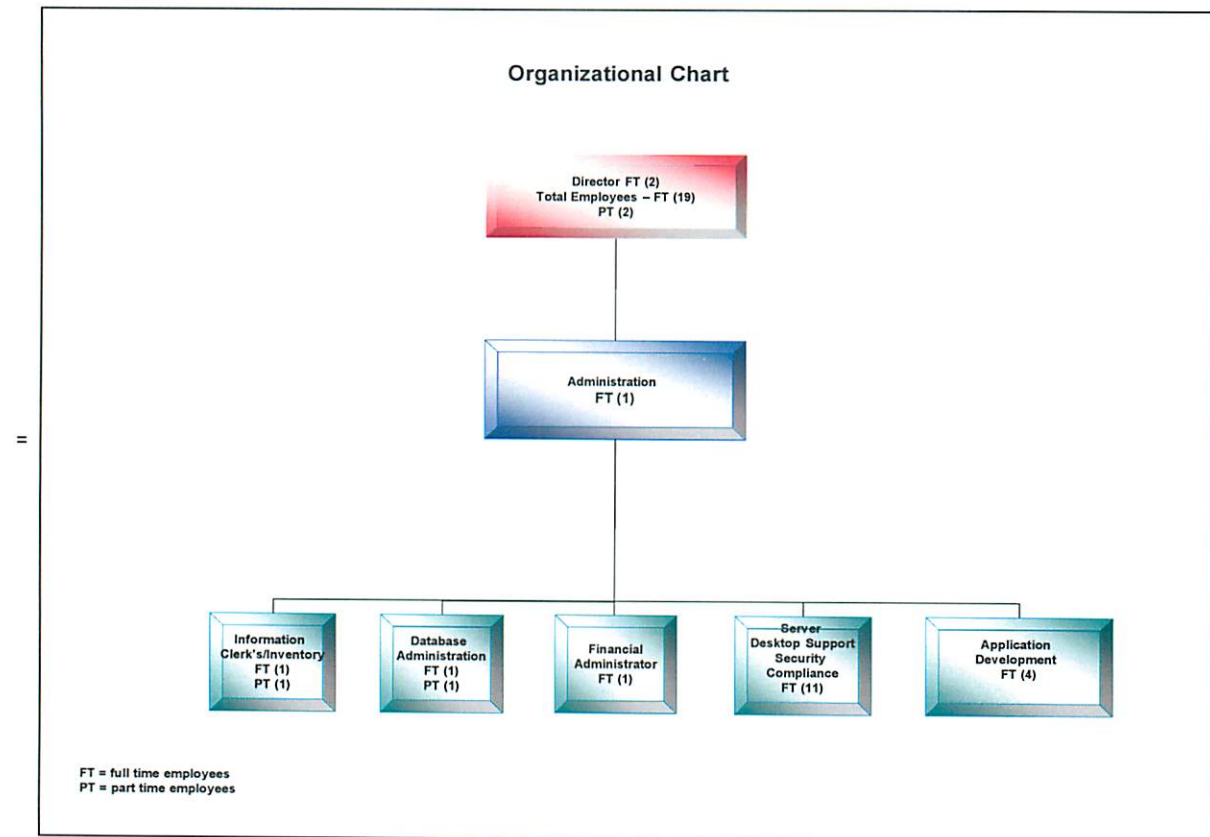 Organizational Chart
Director FT (2)
Total Employees – FT (19)
PT (2)
Administration
FT (1)
=
Information
Clerk's/Inventory
FT (1)
PT (1)
Database
Administration
FT (1)
PT (1)
Financial
Administrator
FT (1)
Server
Desktop Support
Security
Compliance
FT (11)
Application
Development
FT (4)
FT = full time employees
PT = part time employees